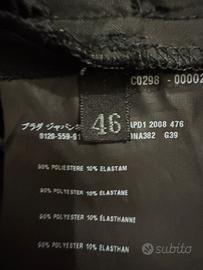 C0298 - 00002
プラダ ジャパン
46
APD1 2008 476
0120-559-91
DNA382 G39
90% POLIESTERE 10% ELASTAM
90% POLYESTER 10% ELASTANE
90% POLYESTER 10% ELASTHANNE
90% POLYESTER 10% ELASTHAN
subito